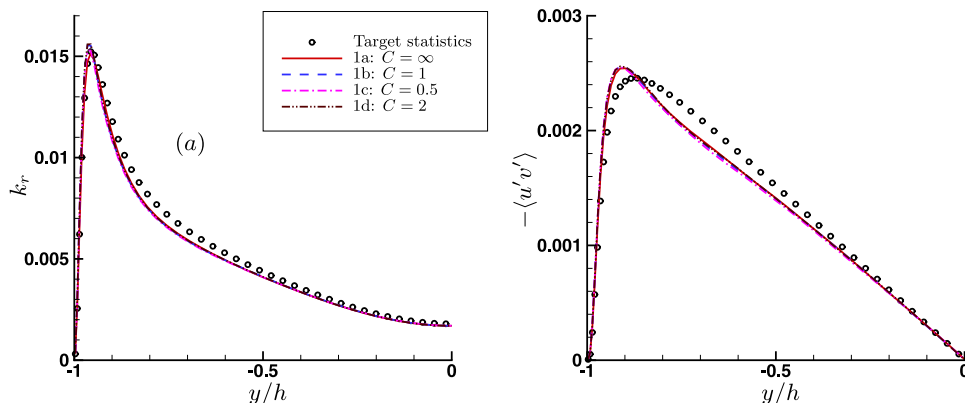 Target statistics
1a: C = ∞
1b: C = 1
1c: C = 0.5
1d: C = 2
(a)
k_r
0.015
0.01
0.005
0
-1
-0.5
0
y/h
−⟨u′v′⟩
0.003
0.002
0.001
0
-1
-0.5
0
y/h